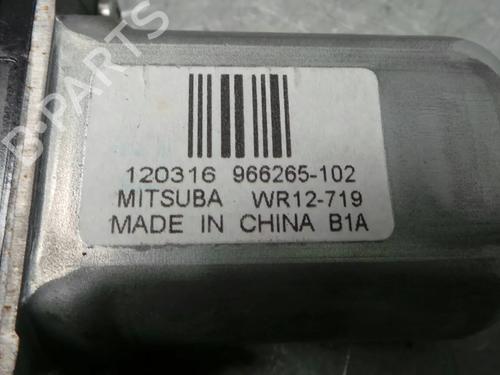 B-PARTS
120316 966265-102
MITSUBA WR12-719
MADE IN CHINA B1A